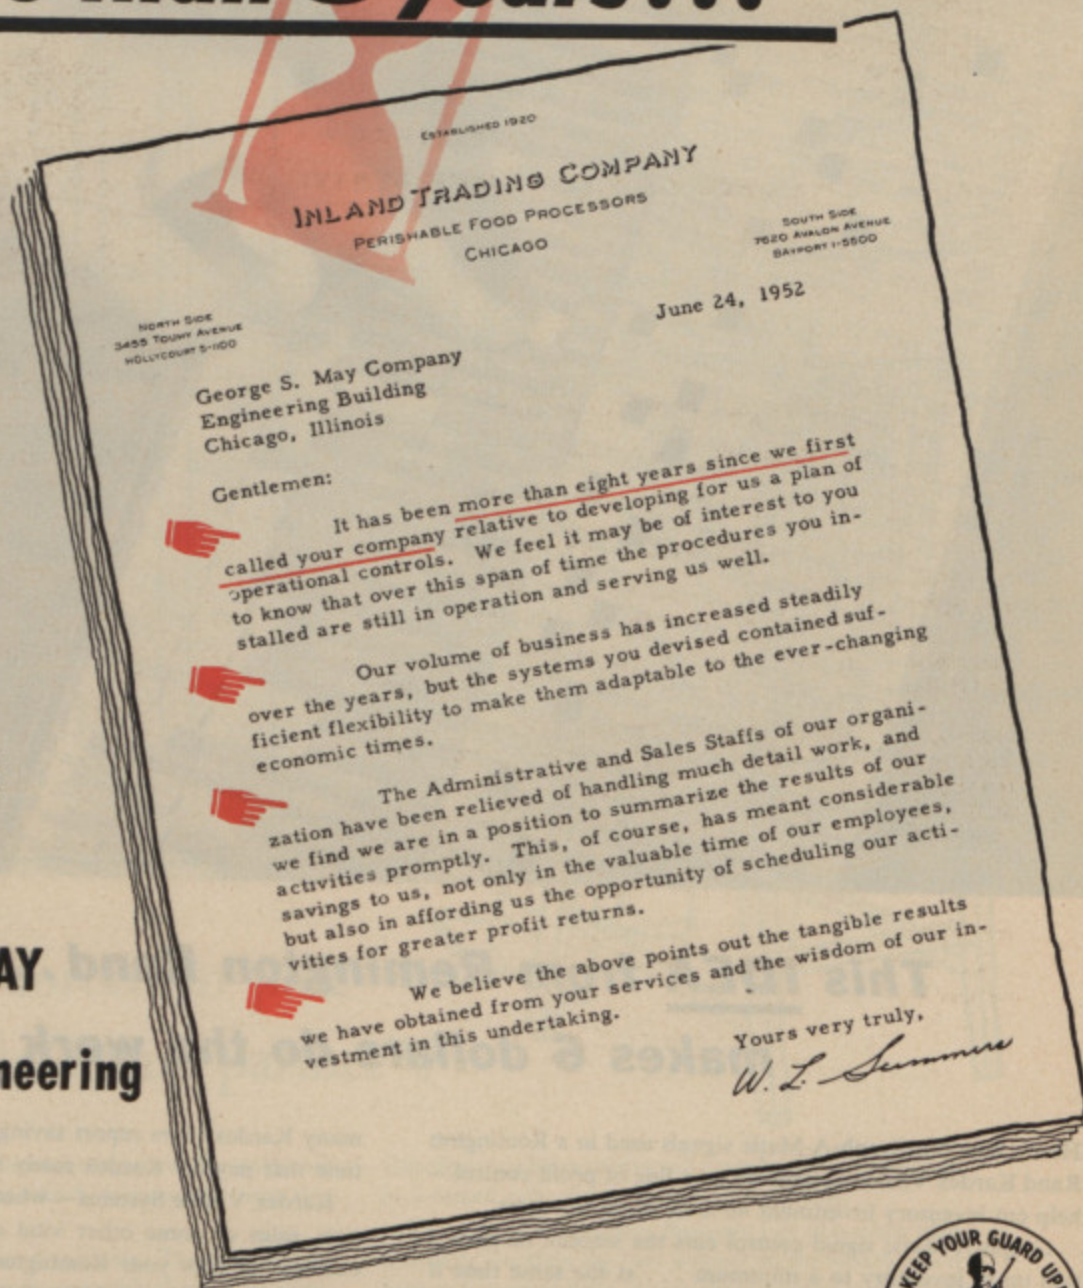 years...
ESTABLISHED 1920
INLAND TRADING COMPANY
PERISHABLE FOOD PROCESSORS
CHICAGO
SOUTH SIDE
7620 AVALON AVENUE
BAYPORT 1-5500
NORTH SIDE
3455 TOUHY AVENUE
HOLLYCOURT 5-1100
June 24, 1952
George S. May Company
Engineering Building
Chicago, Illinois
Gentlemen:
It has been more than eight years since we first
called your company relative to developing for us a plan of
operational controls. We feel it may be of interest to you
to know that over this span of time the procedures you in-
stalled are still in operation and serving us well.
Our volume of business has increased steadily
over the years, but the systems you devised contained suf-
ficient flexibility to make them adaptable to the ever-changing
economic times.
The Administrative and Sales Staffs of our organi-
zation have been relieved of handling much detail work, and
we find we are in a position to summarize the results of our
activities promptly. This, of course, has meant considerable
savings to us, not only in the valuable time of our employees,
but also in affording us the opportunity of scheduling our acti-
vities for greater profit returns.
We believe the above points out the tangible results
we have obtained from your services and the wisdom of our in-
vestment in this undertaking.
Yours very truly,
W. L. Summers
AY
neering
KEEP YOUR GUARD UP